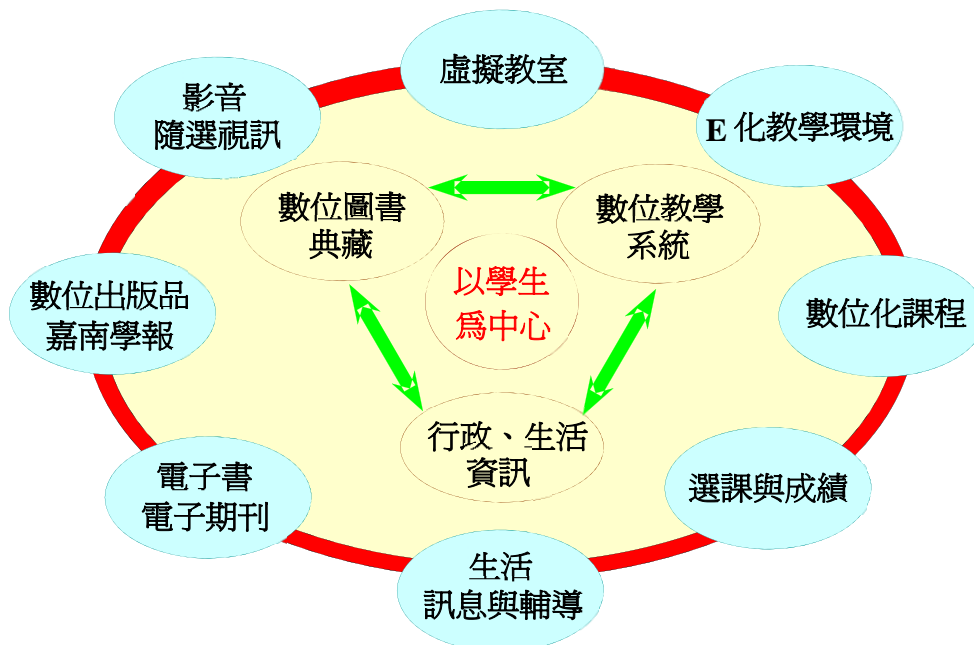 虛擬教室
影音
隨選視訊
E 化教學環境
數位圖書
典藏
數位教學
系統
以學生
爲中心
數位出版品
嘉南學報
數位化課程
行政、生活
資訊
電子書
電子期刊
選課與成績
生活
訊息與輔導